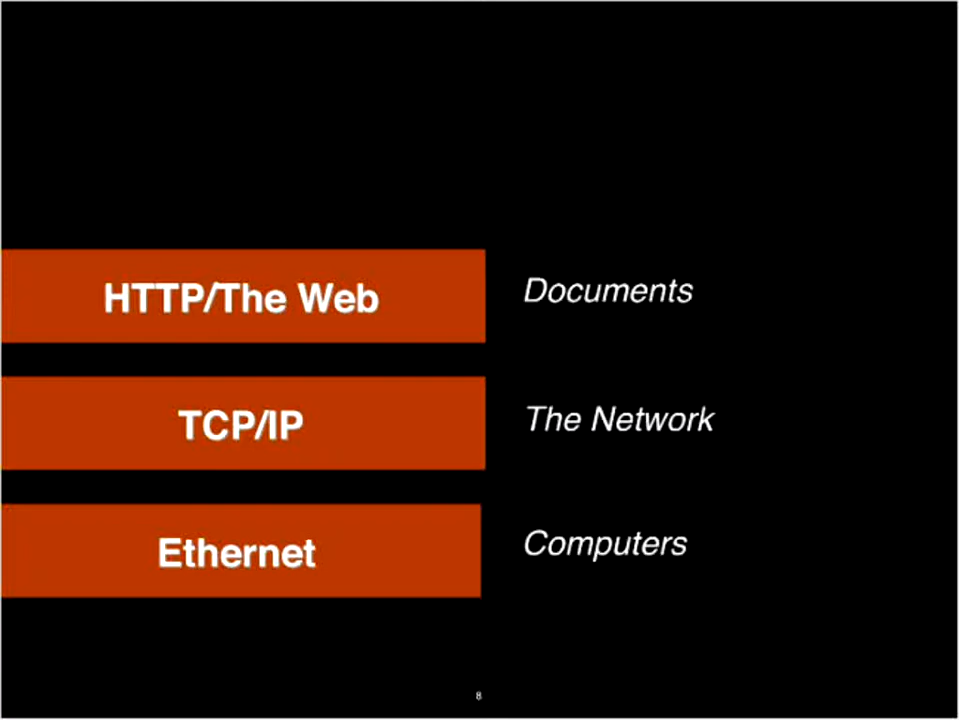 HTTP/The Web
Documents
TCP/IP
The Network
Ethernet
Computers
8